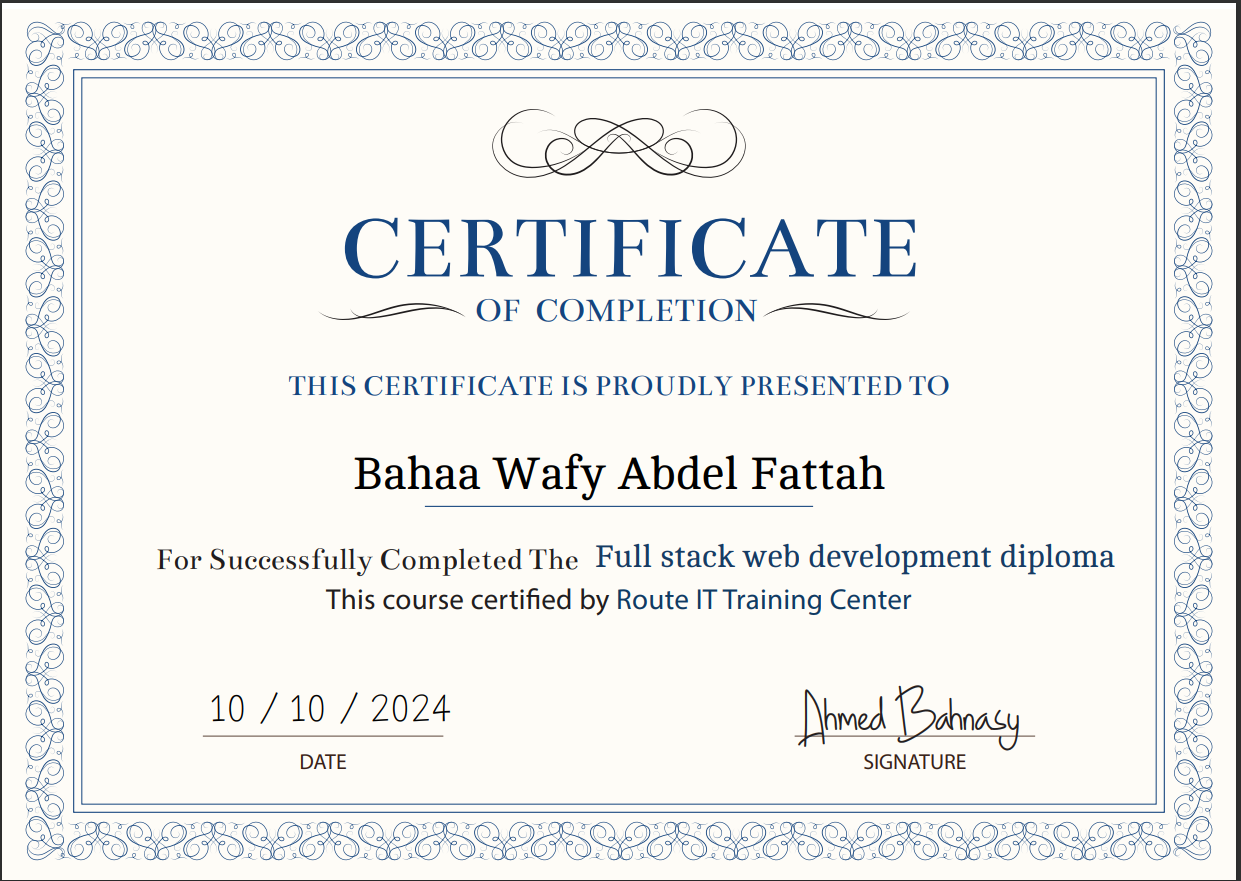 CERTIFICATE
OF COMPLETION
THIS CERTIFICATE IS PROUDLY PRESENTED TO
Bahaa Wafy Abdel Fattah
For Successfully Completed The Full stack web development diploma
This course certified by Route IT Training Center
10 / 10 / 2024
Ahmed Bahnasy
DATE
SIGNATURE